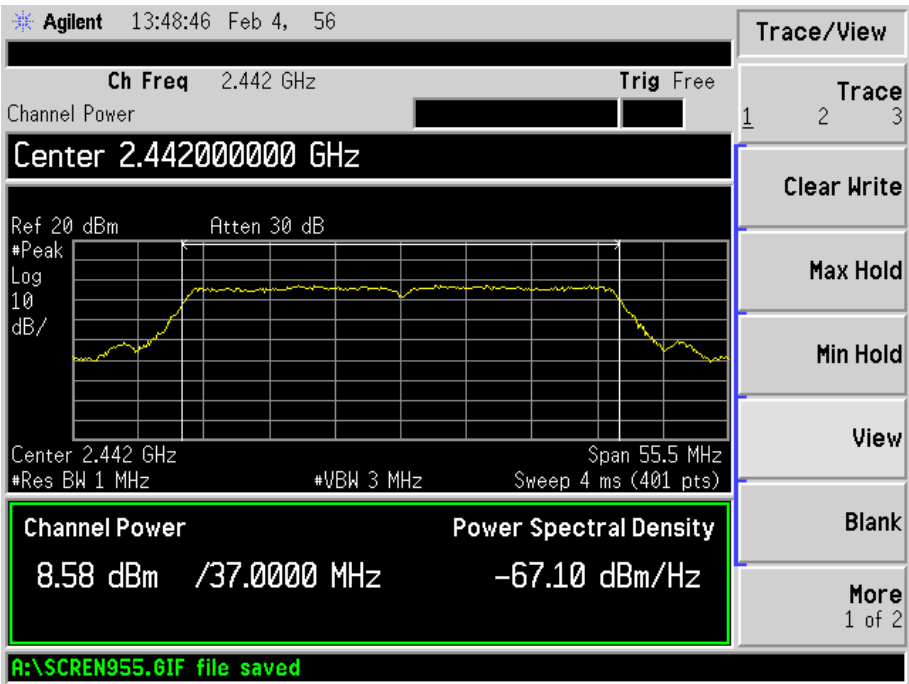 Agilent 13:48:46 Feb 4, 56
Trace/View
Ch Freq 2.442 GHz Trig Free
Channel Power
Trace
1 2 3
Center 2.442000000 GHz
Clear Write
Ref 20 dBm Atten 30 dB
#Peak
Log
10
dB/
Max Hold
Min Hold
View
Center 2.442 GHz Span 55.5 MHz
#Res BW 1 MHz #VBW 3 MHz Sweep 4 ms (401 pts)
Channel Power Power Spectral Density
Blank
8.58 dBm /37.0000 MHz -67.10 dBm/Hz
More
1 of 2
A:\SCREN955.GIF file saved